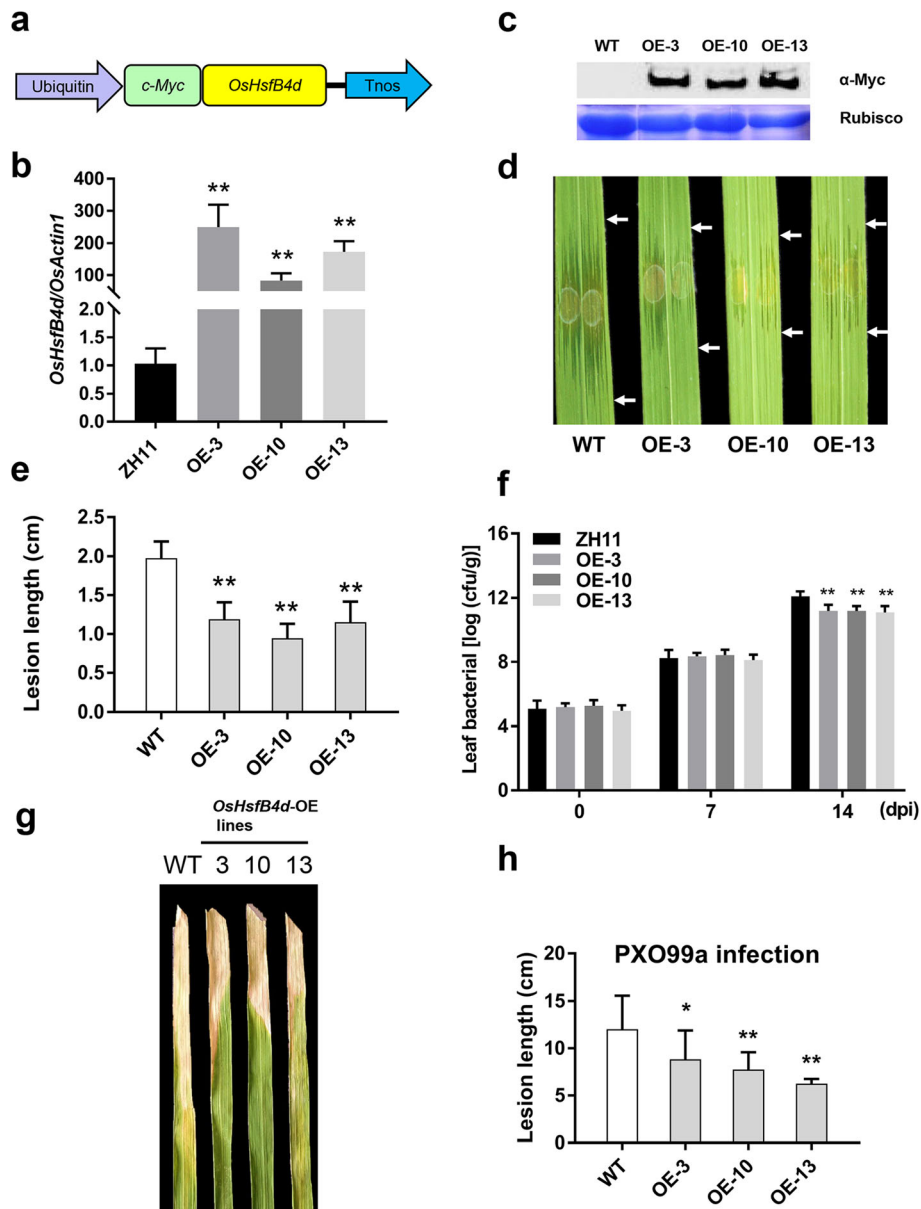 a
Ubiquitin c-Myc OsHsfB4d Tnos
b
OsHsfB4d/OsActin1
400
300
200
100
2.0
1.5
1.0
0.5
0.0
**
**
**
ZH11 OE-3 OE-10 OE-13
c
WT OE-3 OE-10 OE-13
α-Myc
Rubisco
d
WT OE-3 OE-10 OE-13
e
Lesion length (cm)
2.5
2.0
1.5
1.0
0.5
0.0
**
**
**
WT OE-3 OE-10 OE-13
f
Leaf bacterial [log (cfu/g)]
16
12
8
4
0
ZH11
OE-3
OE-10
OE-13
** ** **
0 7 14 (dpi)
g
OsHsfB4d-OE
lines
WT 3 10 13
h
PXO99a infection
Lesion length (cm)
20
15
10
5
0
*
**
**
WT OE-3 OE-10 OE-13